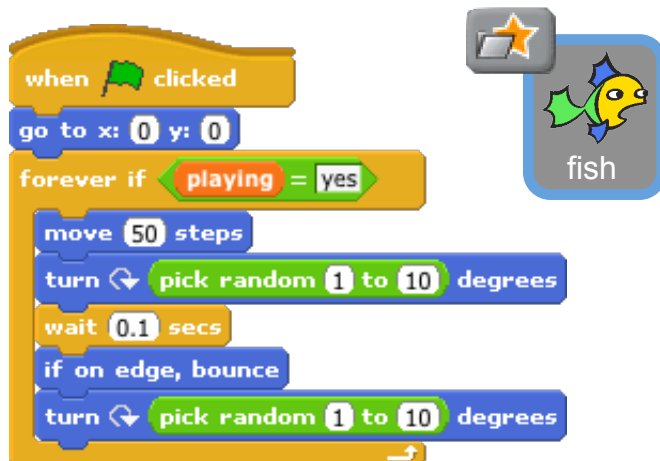 when clicked
go to x: 0 y: 0
forever if playing = yes
move 50 steps
turn pick random 1 to 10 degrees
wait 0.1 secs
if on edge, bounce
turn pick random 1 to 10 degrees
fish